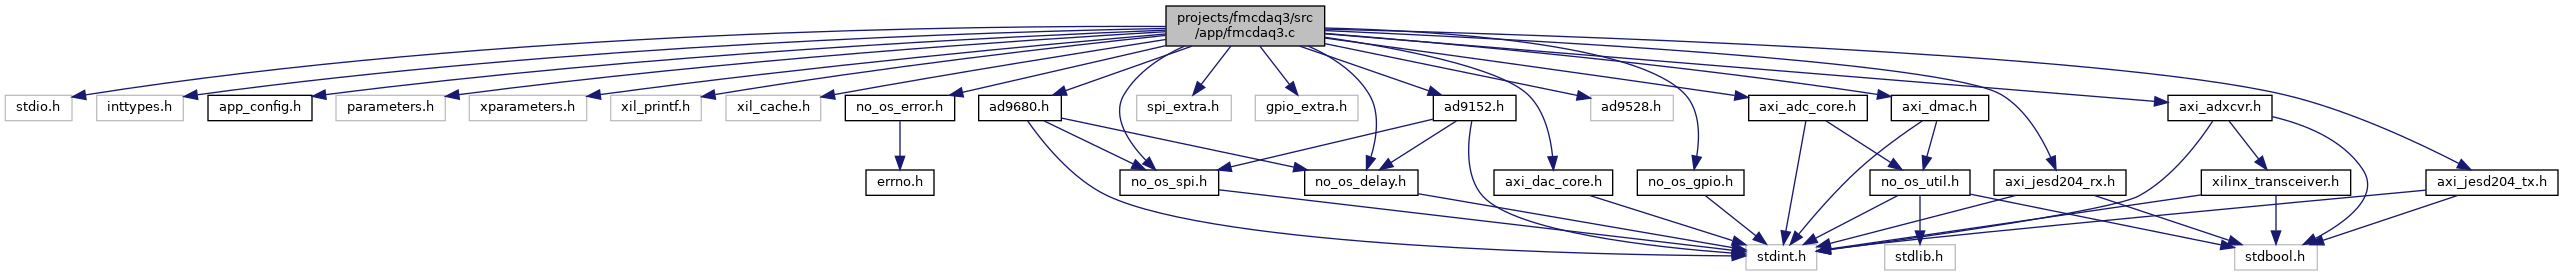 projects/fmcdaq3/src
/app/fmcdaq3.c
stdio.h
inttypes.h
app_config.h
parameters.h
xparameters.h
xil_printf.h
xil_cache.h
no_os_error.h
ad9680.h
spi_extra.h
gpio_extra.h
ad9152.h
ad9528.h
axi_adc_core.h
axi_dmac.h
axi_adxcvr.h
errno.h
no_os_spi.h
no_os_delay.h
axi_dac_core.h
no_os_gpio.h
no_os_util.h
axi_jesd204_rx.h
xilinx_transceiver.h
axi_jesd204_tx.h
stdint.h
stdlib.h
stdbool.h